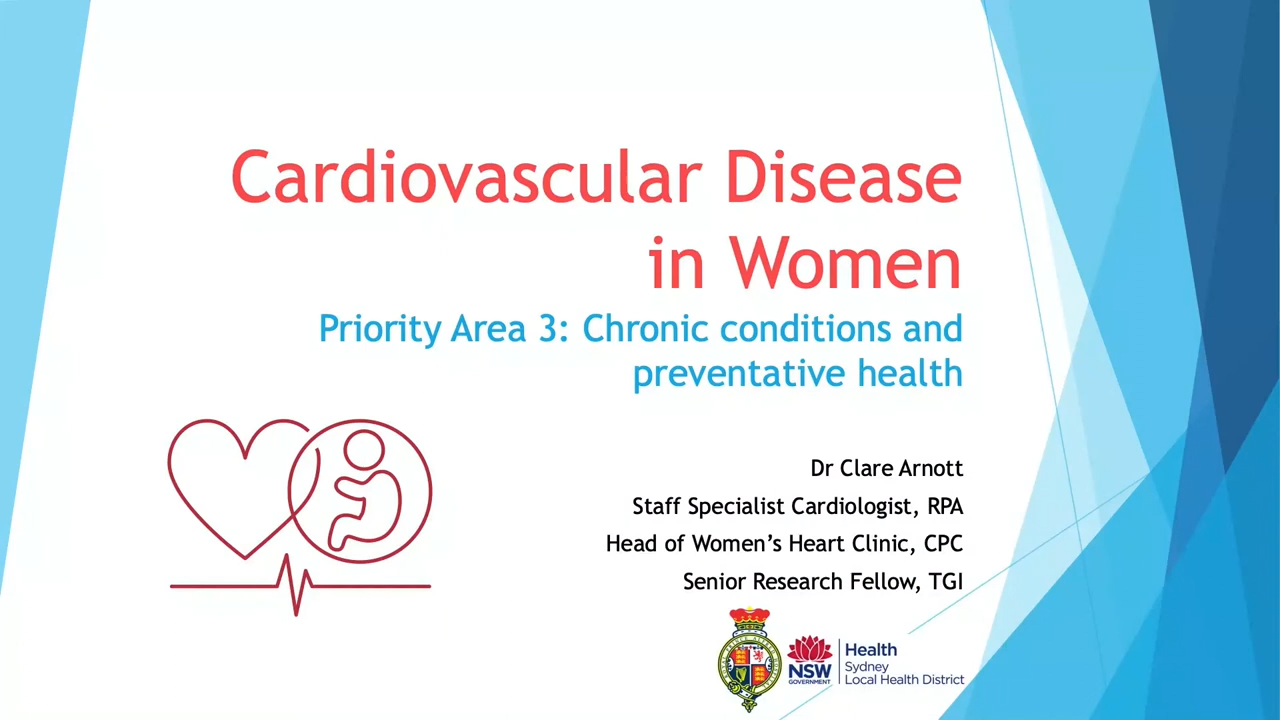 Cardiovascular Disease
in Women
Priority Area 3: Chronic conditions and
preventative health
Dr Clare Arnott
Staff Specialist Cardiologist, RPA
Head of Women's Heart Clinic, CPC
Senior Research Fellow, TGI
NSW
GOVERNMENT
Health
Sydney
Local Health District